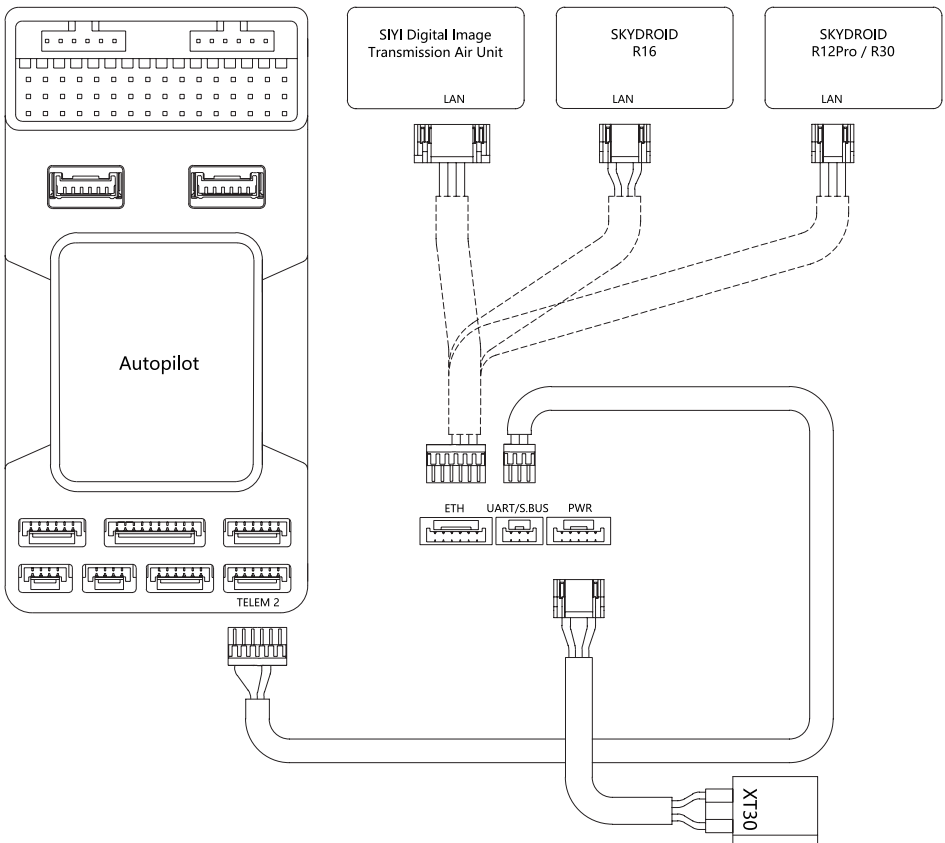 SIYI Digital Image
Transmission Air Unit
LAN
SKYDROID
R16
LAN
SKYDROID
R12Pro / R30
LAN
Autopilot
ETH
UART/S.BUS
PWR
TELEM 2
XT30